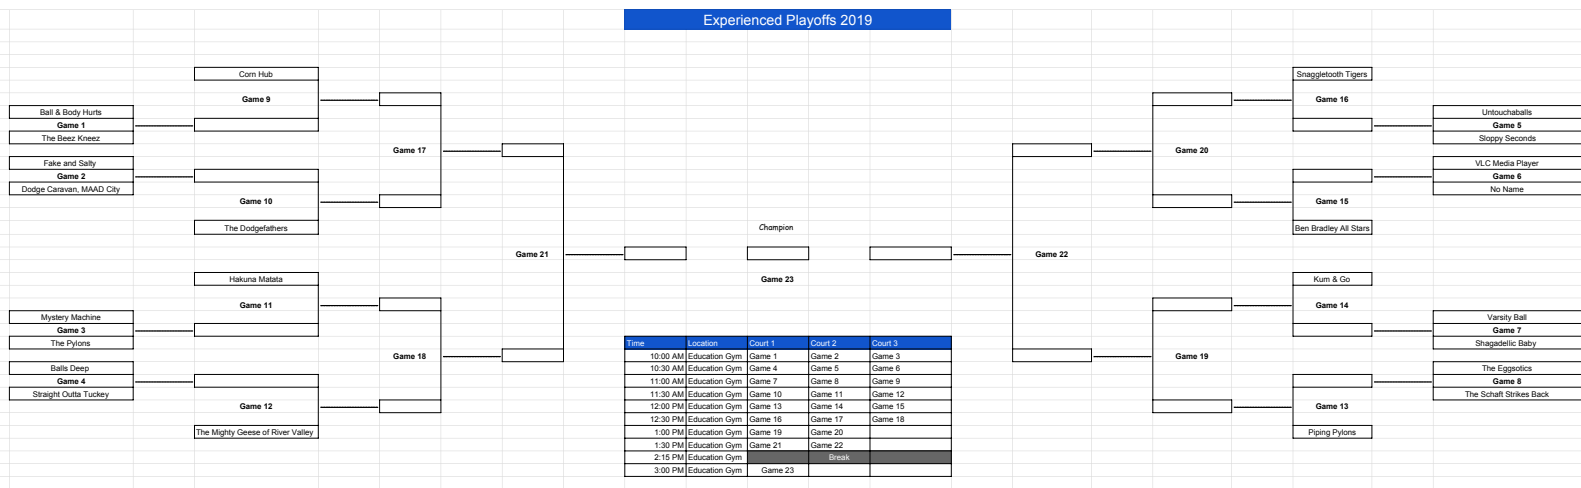 Experienced Playoffs 2019
Corn Hub
Game 9
Ball & Body Hurts
Game 1
The Beez Kneez
Game 17
Fake and Salty
Game 2
Dodge Caravan, MAAD City
Game 10
The Dodgefathers
Game 21
Hakuna Matata
Game 11
Mystery Machine
Game 3
The Pylons
Game 18
Balls Deep
Game 4
Straight Outta Tuckey
Game 12
The Mighty Geese of River Valley
Champion
Game 23
Snaggletooth Tigers
Game 16
Untouchaballs
Game 5
Sloppy Seconds
Game 20
VLC Media Player
Game 6
No Name
Game 15
Ben Bradley All Stars
Game 22
Kum & Go
Game 14
Varsity Ball
Game 7
Shagadellic Baby
Game 19
The Eggsotics
Game 8
The Schaft Strikes Back
Game 13
Piping Pylons
Time Location Court 1 Court 2 Court 3
10:00 AM Education Gym Game 1 Game 2 Game 3
10:30 AM Education Gym Game 4 Game 5 Game 6
11:00 AM Education Gym Game 7 Game 8 Game 9
11:30 AM Education Gym Game 10 Game 11 Game 12
12:00 PM Education Gym Game 13 Game 14 Game 15
12:30 PM Education Gym Game 16 Game 17 Game 18
1:00 PM Education Gym Game 19 Game 20
1:30 PM Education Gym Game 21 Game 22
2:15 PM Education Gym Break
3:00 PM Education Gym Game 23